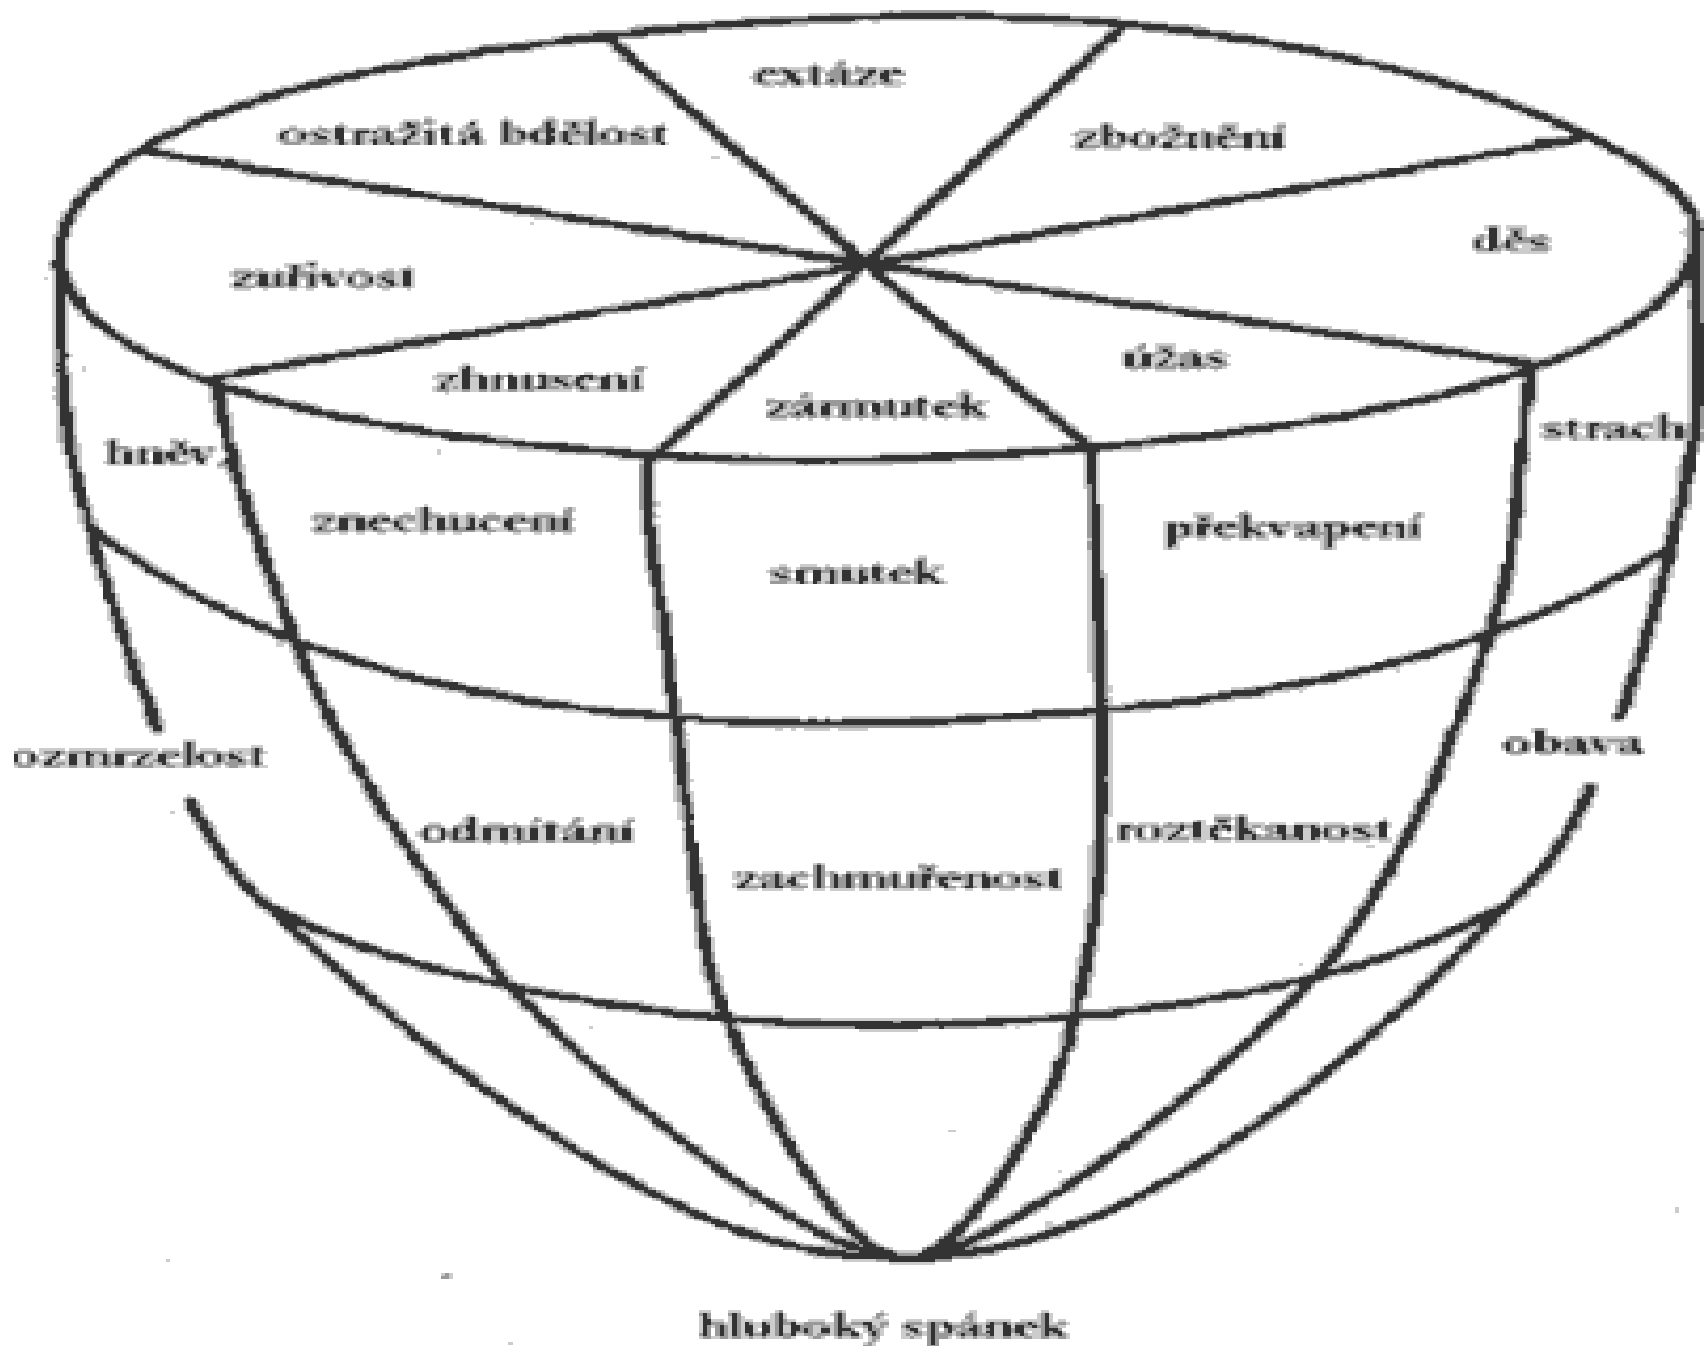 extáze
ostražitá bdělost
zbožnění
děs
zuřivost
úžas
zhnusení
zármutek
strach
hněv
znechucení
překvapení
smutek
ozmrzelost
obava
odmítání
roztěkanost
zachmuřenost
hluboký spánek